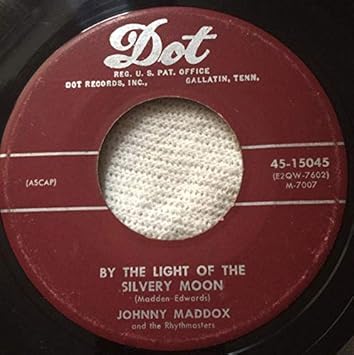 Dot
REG. U. S. PAT. OFFICE
DOT RECORDS, INC., GALLATIN, TENN.
45-15045
(ASCAP) (E2QW-7602)
M-7007
BY THE LIGHT OF THE
SILVERY MOON
(Madden-Edwards)
JOHNNY MADDOX
and the Rhythmasters